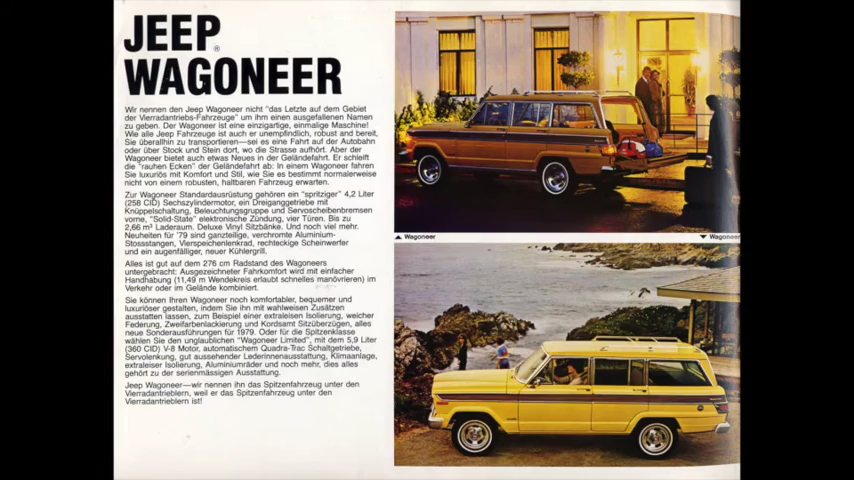 JEEP®
WAGONEER
Wir nennen den Jeep Wagoneer nicht "das Letzte auf dem Gebiet
der Vierradantriebs-Fahrzeuge" um ihm einen ausgefallenen Namen
zu geben. Der Wagoneer ist eine einzigartige, einmalige Maschine!
Wie alle Jeep Fahrzeuge ist auch er unempfindlich, robust and bereit,
Sie überallhin zu transportieren—sei es eine Fahrt auf der Autobahn
oder über Stock und Stein dort, wo die Strasse aufhört. Aber der
Wagoneer bietet auch etwas Neues in der Geländefahrt. Er schleift
die "rauhen Ecken" der Geländefahrt ab: In einem Wagoneer fahren
Sie luxuriös mit Komfort und Stil, wie Sie es bestimmt normalerweise
nicht von einem robusten, haltbaren Fahrzeug erwarten.
Zur Wagoneer Standardausrüstung gehören ein "spritziger" 4,2 Liter
(258 CID) Sechszylindermotor, ein Dreiganggetriebe mit
Knüppelschaltung, Beleuchtungsgruppe und Servoscheibenbremsen
vorne, "Solid-State" elektronische Zündung, vier Türen. Bis zu
2,66 m³ Laderaum. Deluxe Vinyl Sitzbänke. Und noch viel mehr.
Neuheiten für '79 sind ganzteilige, verchromte Aluminium-
Stossstangen, Vierspeichenlenkrad, rechteckige Scheinwerfer
und ein augenfälliger, neuer Kühlergrill.
Alles ist gut auf dem 276 cm Radstand des Wagoneers
untergebracht: Ausgezeichneter Fahrkomfort wird mit einfacher
Handhabung (11,49 m Wendekreis erlaubt schnelles manövrieren) im
Verkehr oder im Gelände kombiniert.
Sie können Ihren Wagoneer noch komfortabler, bequemer und
luxuriöser gestalten, indem Sie ihn mit wahlweisen Zusätzen
ausstatten lassen, zum Beispiel einer extraleisen Isolierung, weicher
Federung, Zweifarbenlackierung und Kordsamt Sitzüberzügen, alles
neue Sonderausführungen für 1979. Oder für die Spitzenklasse
wählen Sie den unglaublichen "Wagoneer Limited", mit dem 5,9 Liter
(360 CID) V-8 Motor, automatischem Quadra-Trac Schaltgetriebe,
Servolenkung, gut aussehender Lederinnenausstattung, Klimaanlage,
extraleiser Isolierung, Aluminiumräder und noch mehr, dies alles
gehört zu der serienmässigen Ausstattung.
Jeep Wagoneer—wir nennen ihn das Spitzenfahrzeug unter den
Vierradantrieblern, weil er das Spitzenfahrzeug unter den
Vierradantrieblern ist!
▲ Wagoneer
▼ Wagoneer